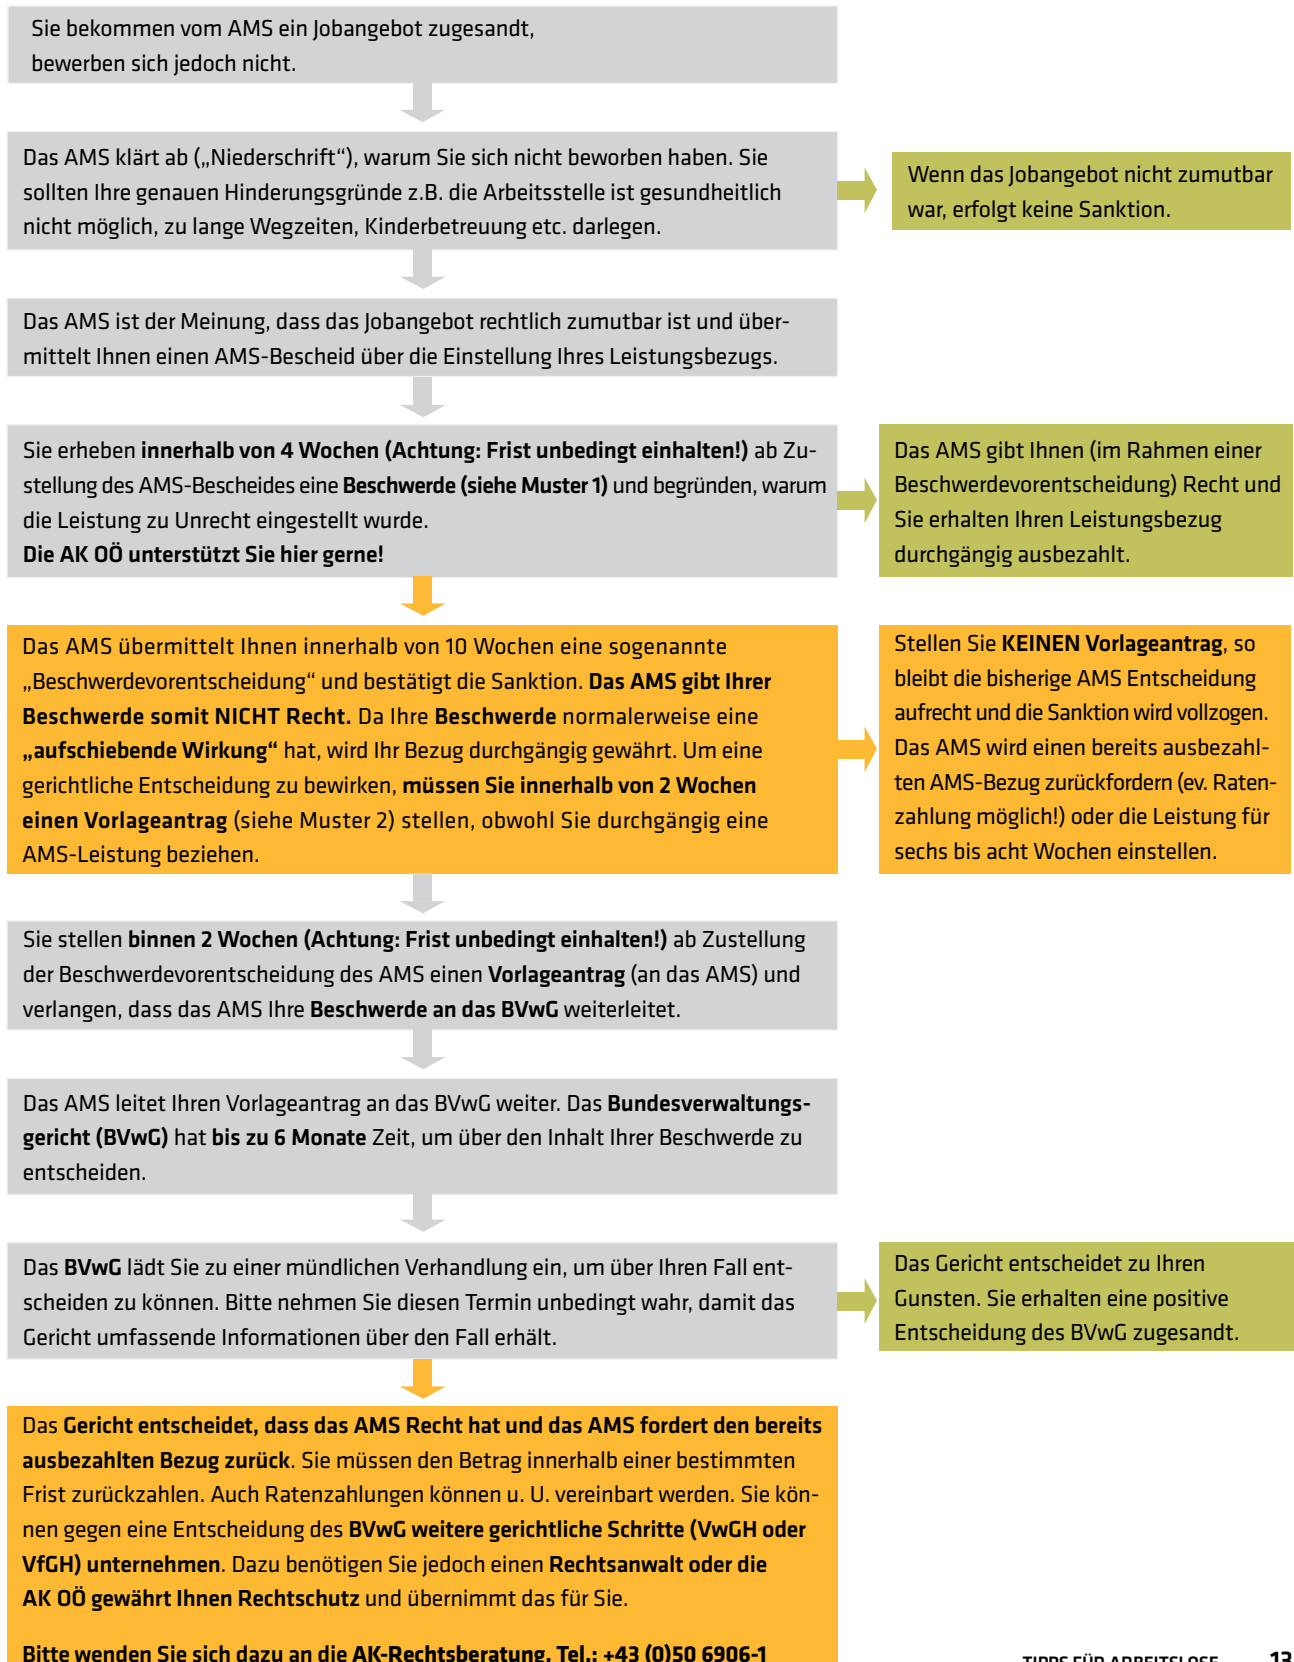 Sie bekommen vom AMS ein Jobangebot zugesandt,
bewerben sich jedoch nicht.
Das AMS klärt ab („Niederschrift“), warum Sie sich nicht beworben haben. Sie
sollten Ihre genauen Hinderungsgründe z.B. die Arbeitsstelle ist gesundheitlich
nicht möglich, zu lange Wegzeiten, Kinderbetreuung etc. darlegen.
Wenn das Jobangebot nicht zumutbar
war, erfolgt keine Sanktion.
Das AMS ist der Meinung, dass das Jobangebot rechtlich zumutbar ist und über-
mittelt Ihnen einen AMS-Bescheid über die Einstellung Ihres Leistungsbezugs.
Sie erheben innerhalb von 4 Wochen (Achtung: Frist unbedingt einhalten!) ab Zu-
stellung des AMS-Bescheides eine Beschwerde (siehe Muster 1) und begründen, warum
die Leistung zu Unrecht eingestellt wurde.
Die AK OÖ unterstützt Sie hier gerne!
Das AMS gibt Ihnen (im Rahmen einer
Beschwerdevorentscheidung) Recht und
Sie erhalten Ihren Leistungsbezug
durchgängig ausbezahlt.
Das AMS übermittelt Ihnen innerhalb von 10 Wochen eine sogenannte
„Beschwerdevorentscheidung“ und bestätigt die Sanktion. Das AMS gibt Ihrer
Beschwerde somit NICHT Recht. Da Ihre Beschwerde normalerweise eine
„aufschiebende Wirkung“ hat, wird Ihr Bezug durchgängig gewährt. Um eine
gerichtliche Entscheidung zu bewirken, müssen Sie innerhalb von 2 Wochen
einen Vorlageantrag (siehe Muster 2) stellen, obwohl Sie durchgängig eine
AMS-Leistung beziehen.
Stellen Sie KEINEN Vorlageantrag, so
bleibt die bisherige AMS Entscheidung
aufrecht und die Sanktion wird vollzogen.
Das AMS wird einen bereits ausbezahl-
ten AMS-Bezug zurückfordern (ev. Raten-
zahlung möglich!) oder die Leistung für
sechs bis acht Wochen einstellen.
Sie stellen binnen 2 Wochen (Achtung: Frist unbedingt einhalten!) ab Zustellung
der Beschwerdevorentscheidung des AMS einen Vorlageantrag (an das AMS) und
verlangen, dass das AMS Ihre Beschwerde an das BVwG weiterleitet.
Das AMS leitet Ihren Vorlageantrag an das BVwG weiter. Das Bundesverwaltungs-
gericht (BVwG) hat bis zu 6 Monate Zeit, um über den Inhalt Ihrer Beschwerde zu
entscheiden.
Das BVwG lädt Sie zu einer mündlichen Verhandlung ein, um über Ihren Fall ent-
scheiden zu können. Bitte nehmen Sie diesen Termin unbedingt wahr, damit das
Gericht umfassende Informationen über den Fall erhält.
Das Gericht entscheidet zu Ihren
Gunsten. Sie erhalten eine positive
Entscheidung des BVwG zugesandt.
Das Gericht entscheidet, dass das AMS Recht hat und das AMS fordert den bereits
ausbezahlten Bezug zurück. Sie müssen den Betrag innerhalb einer bestimmten
Frist zurückzahlen. Auch Ratenzahlungen können u. U. vereinbart werden. Sie kön-
nen gegen eine Entscheidung des BVwG weitere gerichtliche Schritte (VwGH oder
VfGH) unternehmen. Dazu benötigen Sie jedoch einen Rechtsanwalt oder die
AK OÖ gewährt Ihnen Rechtschutz und übernimmt das für Sie.
Bitte wenden Sie sich dazu an die AK-Rechtsberatung, Tel.: +43 (0)50 6906-1
TIPPS FÜR ARBEITSLOSE 13